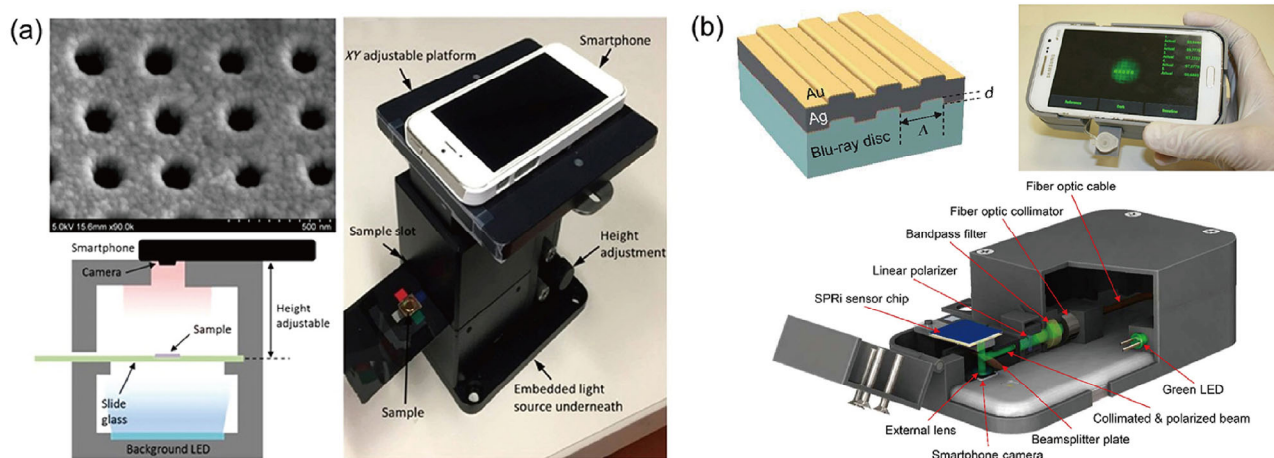 (a)
5.0kV 15.6mm x90.0k
500 nm
Smartphone
Camera
Height
adjustable
Sample
Slide
glass
Background LED
XY adjustable platform
Smartphone
Sample slot
Height
adjustment
Sample
Embedded light
source underneath
(b)
Au
Ag
d
Λ
Blu-ray disc
SAMSUNG
Fiber optic cable
Fiber optic collimator
Bandpass filter
Linear polarizer
SPRi sensor chip
Green LED
External lens
Collimated & polarized beam
Beamsplitter plate
Smartphone camera